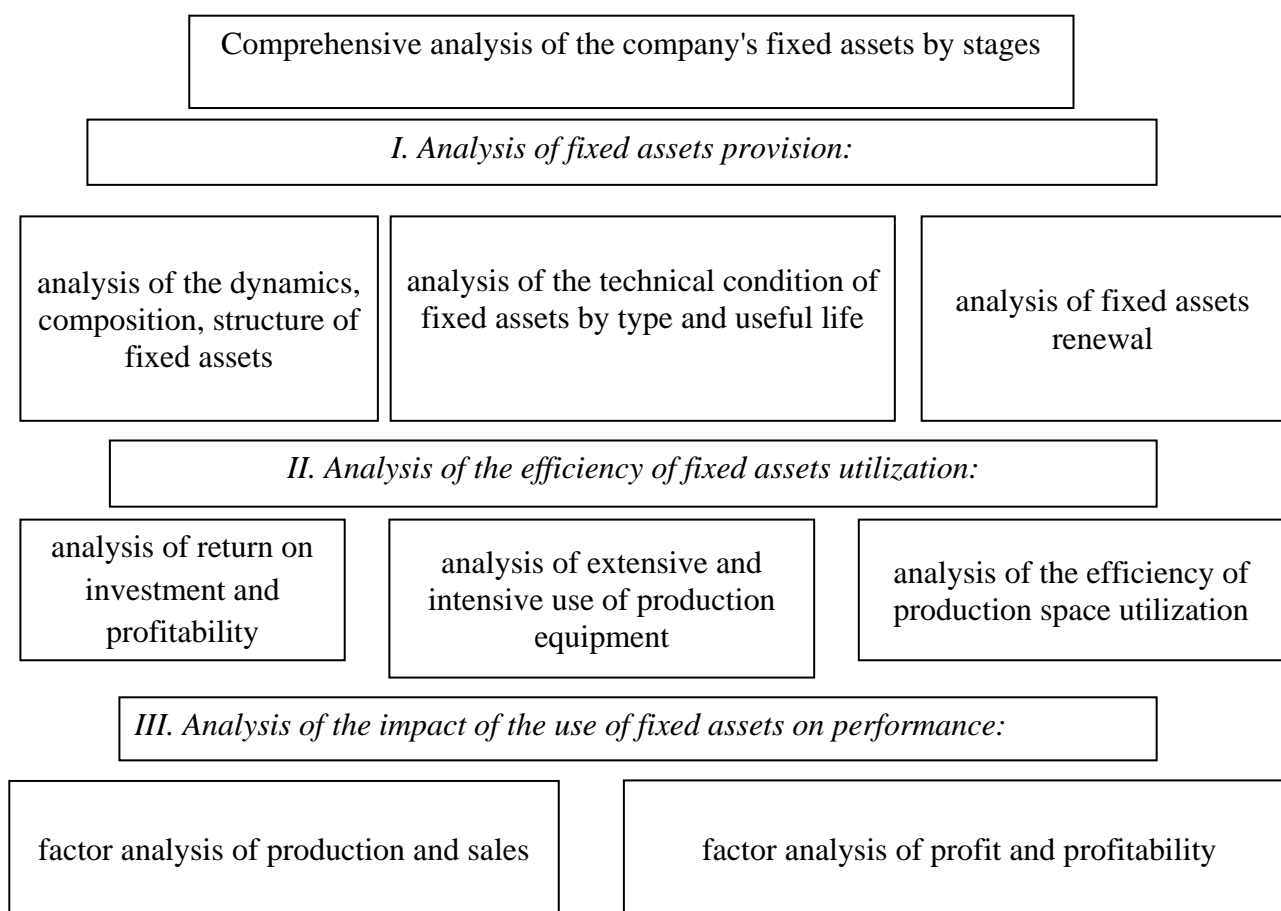 Comprehensive analysis of the company's fixed assets by stages
I. Analysis of fixed assets provision:
analysis of the dynamics,
composition, structure of
fixed assets
analysis of the technical condition of
fixed assets by type and useful life
analysis of fixed assets
renewal
II. Analysis of the efficiency of fixed assets utilization:
analysis of return on
investment and
profitability
analysis of extensive and
intensive use of production
equipment
analysis of the efficiency of
production space utilization
III. Analysis of the impact of the use of fixed assets on performance:
factor analysis of production and sales
factor analysis of profit and profitability